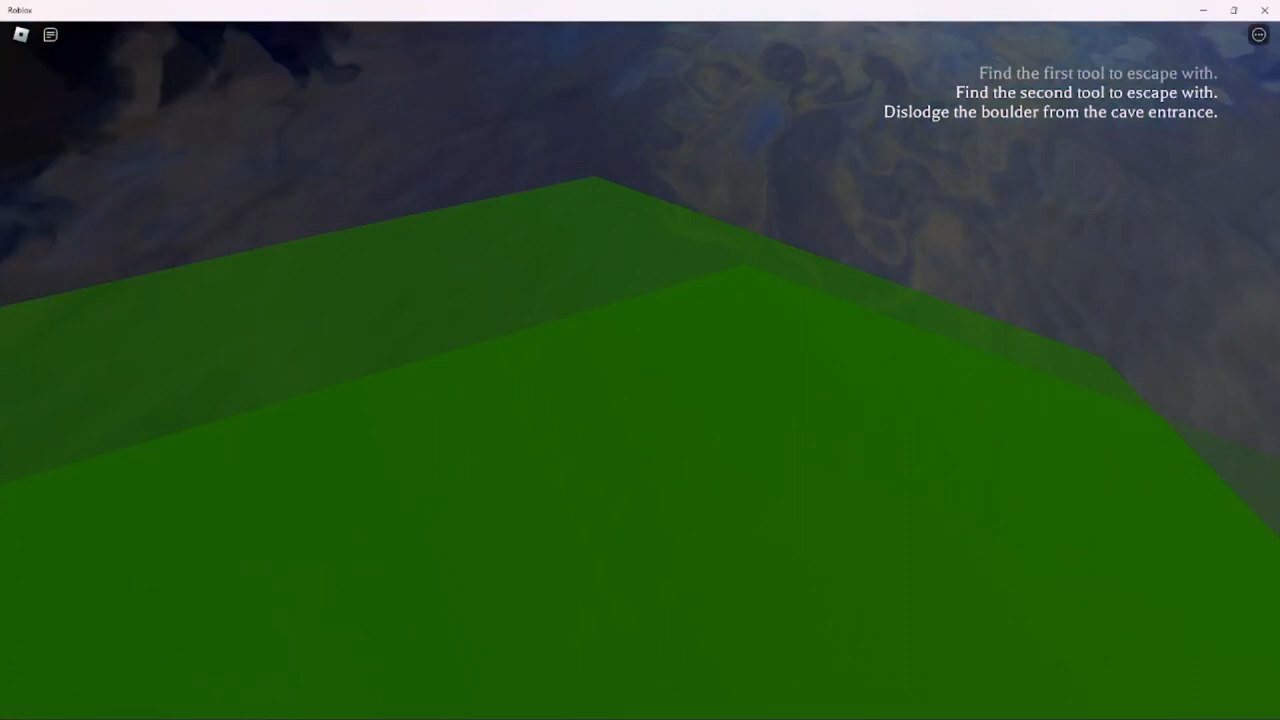 Roblox
Find the first tool to escape with.
Find the second tool to escape with.
Dislodge the boulder from the cave entrance.